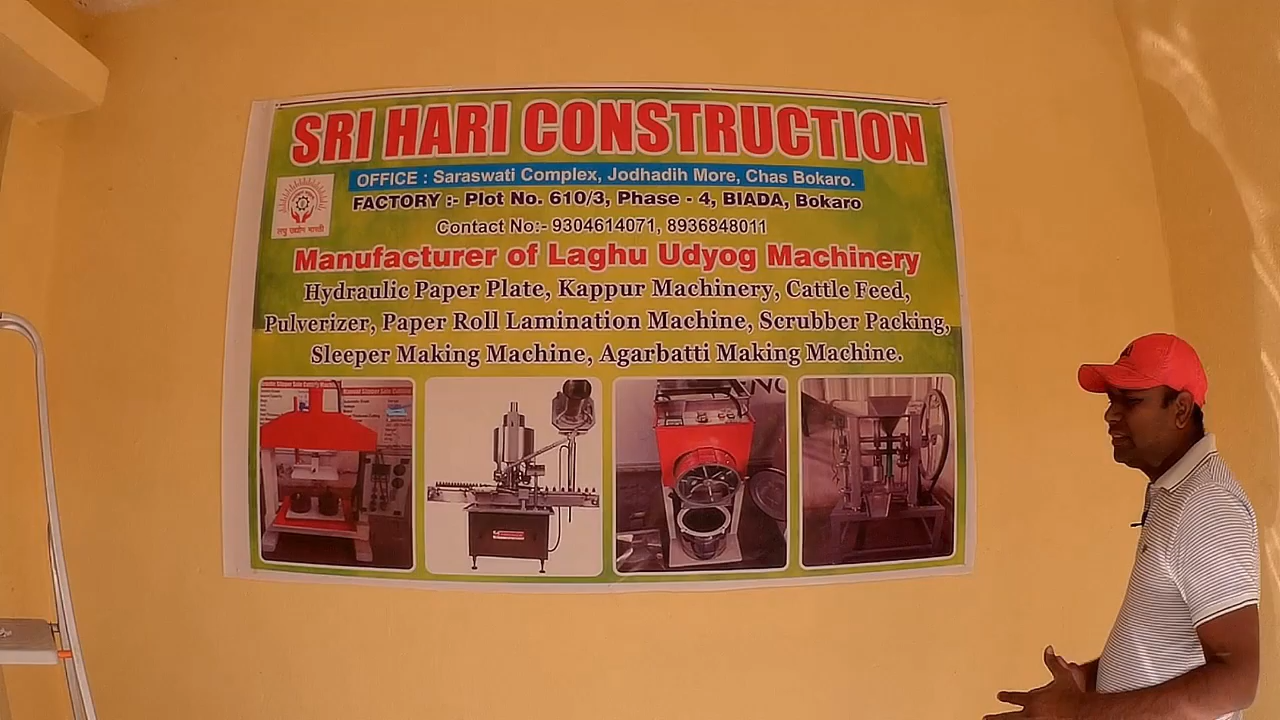 SRI HARI CONSTRUCTION
OFFICE : Saraswati Complex, Jodhadih More, Chas Bokaro.
FACTORY :- Plot No. 610/3, Phase - 4, BIADA, Bokaro
लघु उद्योग भारती
Contact No:- 9304614071, 8936848011
Manufacturer of Laghu Udyog Machinery
Hydraulic Paper Plate, Kappur Machinery, Cattle Feed,
Pulverizer, Paper Roll Lamination Machine, Scrubber Packing,
Sleeper Making Machine, Agarbatti Making Machine.